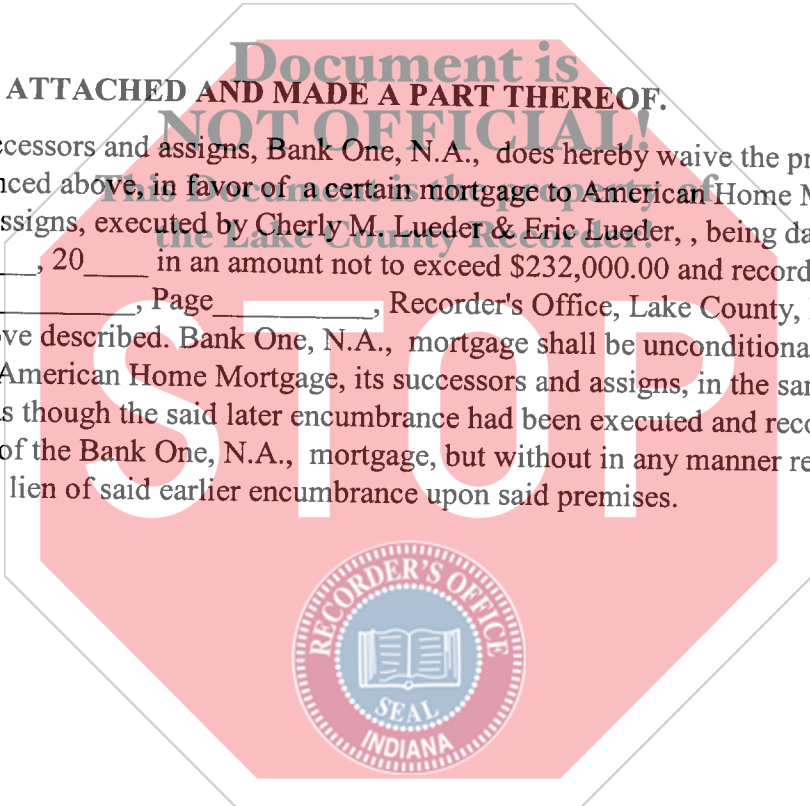 Document is
ATTACHED AND MADE A PART THEREOF.
NOT OFFICIAL!
ccessors and assigns, Bank One, N.A., does hereby waive the pr
nced above, in favor of a certain mortgage to American Home M
This Document is the property of
ssigns, executed by Cherly M. Lueder & Eric Lueder, , being da
the Lake County Recorder!
___, 20____ in an amount not to exceed $232,000.00 and record
_________, Page__________, Recorder's Office, Lake County,
ve described. Bank One, N.A., mortgage shall be unconditiona
American Home Mortgage, its successors and assigns, in the sa
s though the said later encumbrance had been executed and reco
of the Bank One, N.A., mortgage, but without in any manner re
lien of said earlier encumbrance upon said premises.
STOP
RECORDER'S OFFICE
SEAL
INDIANA